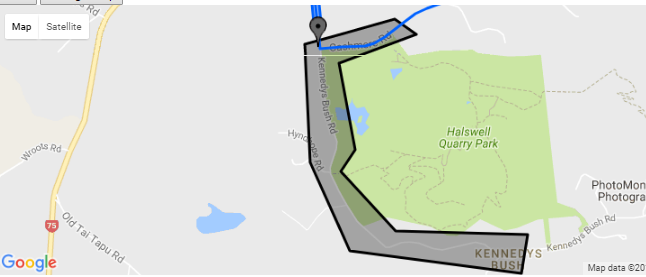 Map
Satellite
Cashmere Rd
Kennedys Bush Rd
Halswell
Quarry Park
Wroots Rd
75
Old Tai Tapu Rd
PhotoMon
Photogra
Kennedys Bush Rd
KENNEDYS
BUSH
Google
Map data ©20